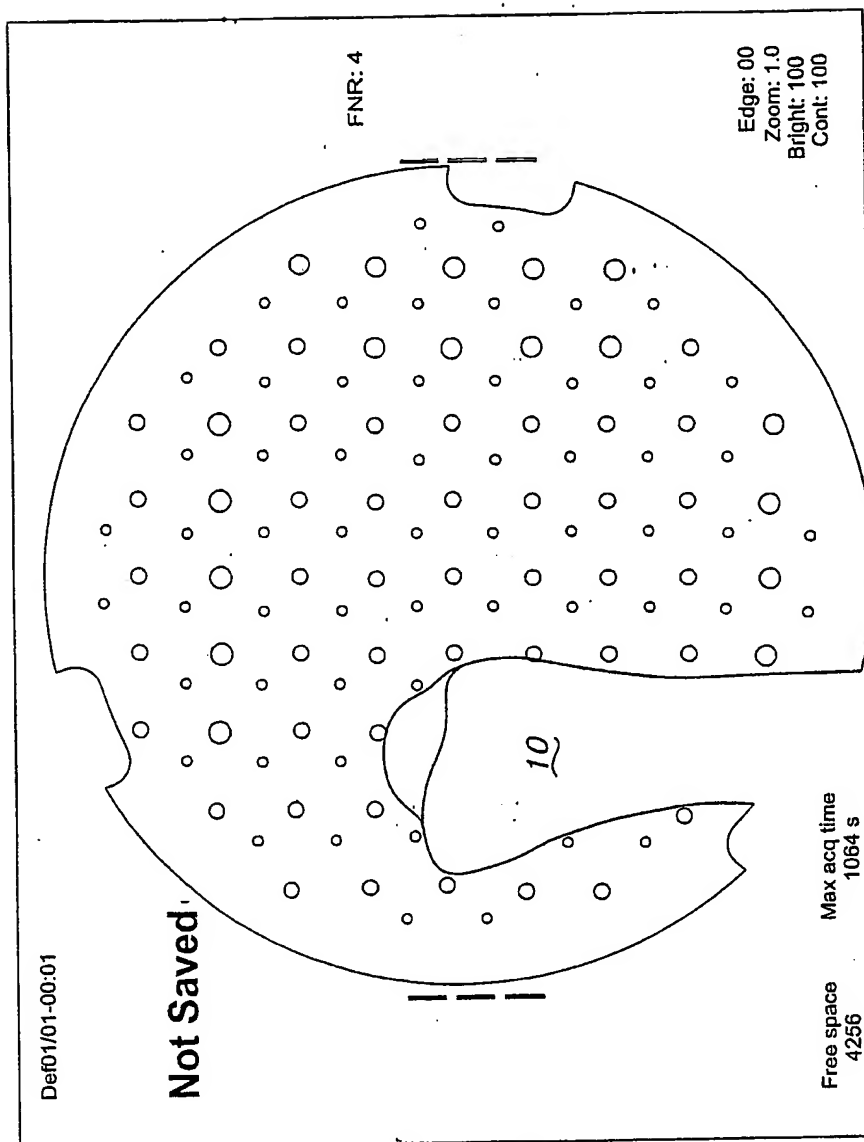 Def01/01-00:01
Not Saved
FNR: 4
10
Free space
4256
Max acq time
1064 s
Edge: 00
Zoom: 1.0
Bright: 100
Cont: 100